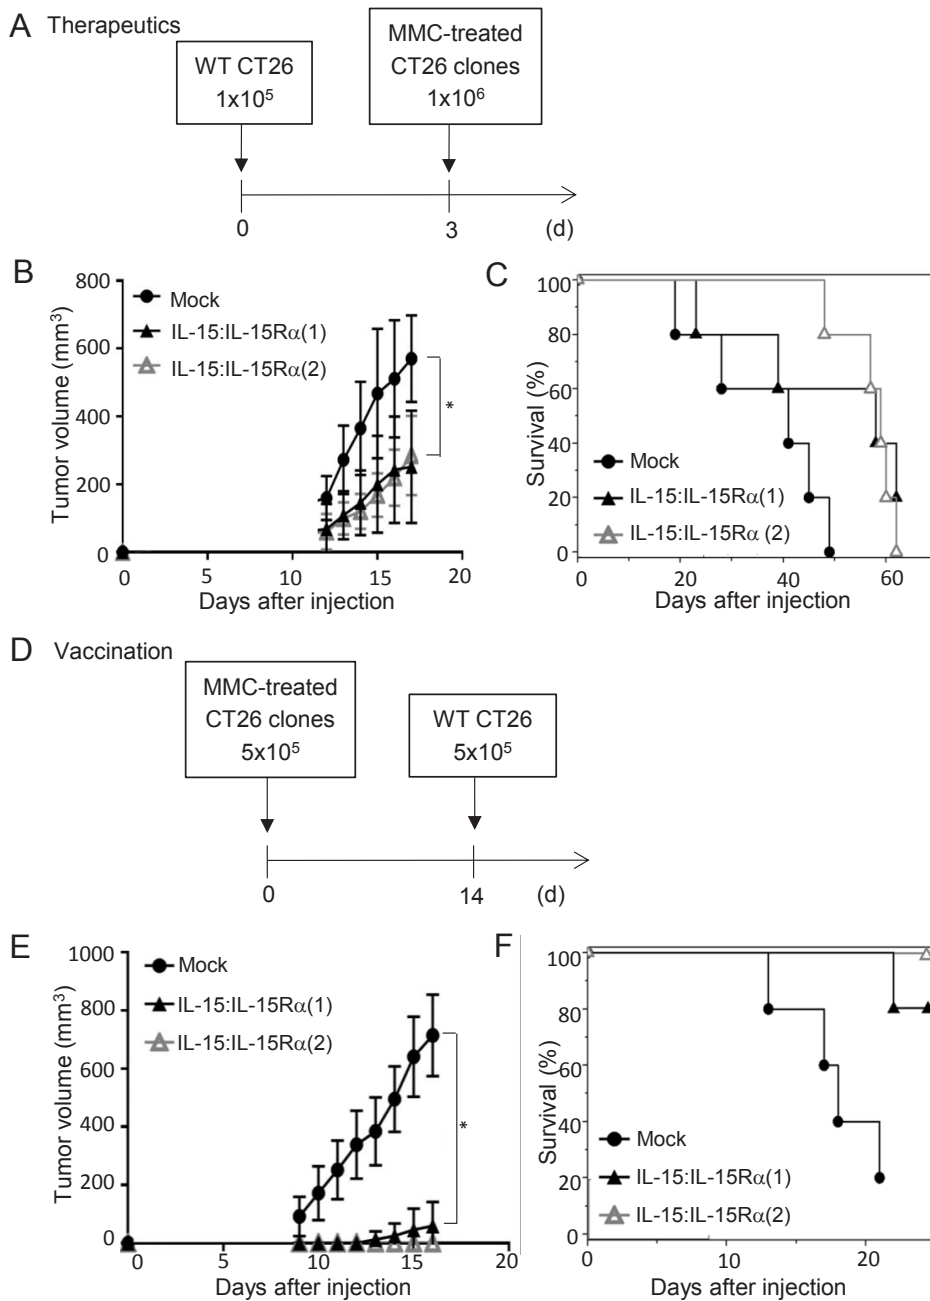 A Therapeutics
WT CT26
1x10⁵
MMC-treated
CT26 clones
1x10⁶
0
3
(d)
B
Tumor volume (mm³)
800
600
400
200
0
0
5
10
15
20
Days after injection
Mock
IL-15:IL-15Rα(1)
IL-15:IL-15Rα(2)
*
C
Survival (%)
100
80
60
40
20
0
0
20
40
60
Days after injection
Mock
IL-15:IL-15Rα(1)
IL-15:IL-15Rα (2)
D Vaccination
MMC-treated
CT26 clones
5x10⁵
WT CT26
5x10⁵
0
14
(d)
E
Tumor volume (mm³)
1000
800
600
400
200
0
0
5
10
15
20
Days after injection
Mock
IL-15:IL-15Rα(1)
IL-15:IL-15Rα(2)
*
F
Survival (%)
100
80
60
40
20
0
0
10
20
Days after injection
Mock
IL-15:IL-15Rα(1)
IL-15:IL-15Rα(2)